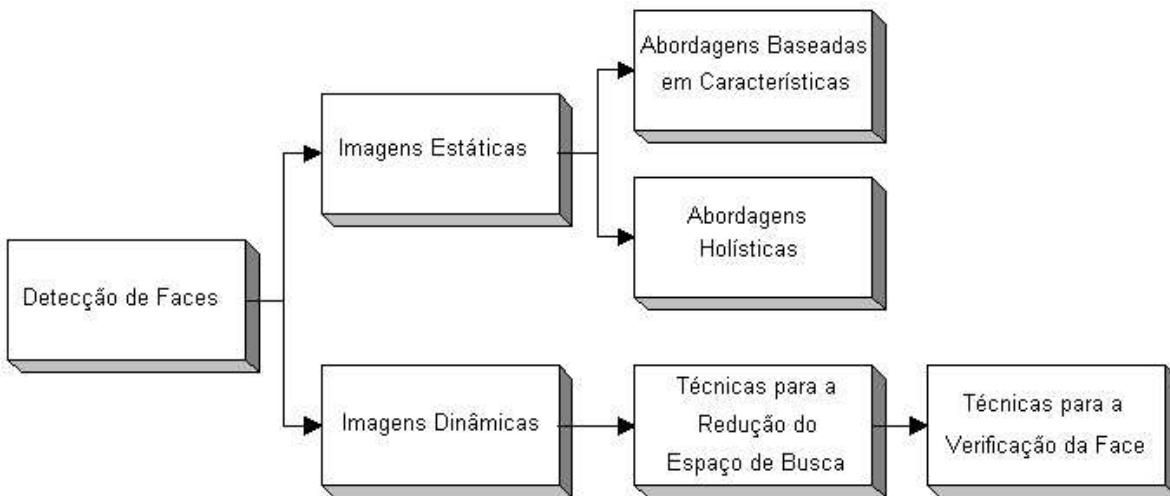 Abordagens Baseadas
em Características
Imagens Estáticas
Abordagens
Holísticas
Detecção de Faces
Imagens Dinâmicas
Técnicas para a
Redução do
Espaço de Busca
Técnicas para a
Verificação da Face